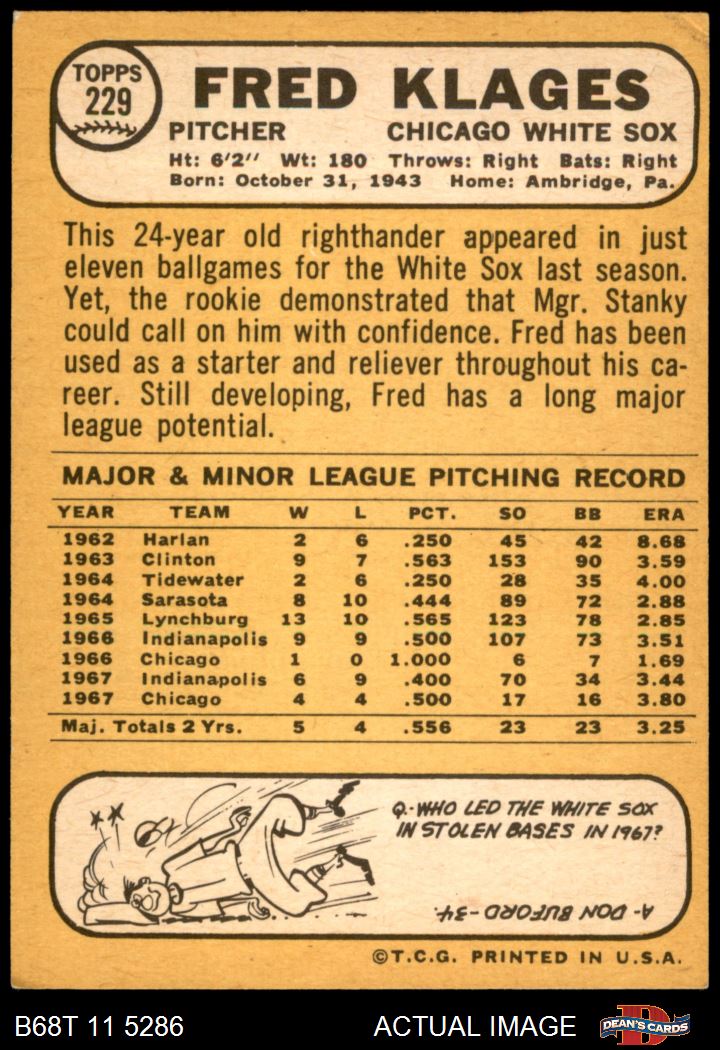 TOPPS
229
FRED KLAGES
PITCHER CHICAGO WHITE SOX
Ht: 6'2" Wt: 180 Throws: Right Bats: Right
Born: October 31, 1943 Home: Ambridge, Pa.
This 24-year old righthander appeared in just
eleven ballgames for the White Sox last season.
Yet, the rookie demonstrated that Mgr. Stanky
could call on him with confidence. Fred has been
used as a starter and reliever throughout his ca-
reer. Still developing, Fred has a long major
league potential.
MAJOR & MINOR LEAGUE PITCHING RECORD
YEAR TEAM W L PCT. SO BB ERA
1962 Harlan 2 6 .250 45 42 8.68
1963 Clinton 9 7 .563 153 90 3.59
1964 Tidewater 2 6 .250 28 35 4.00
1964 Sarasota 8 10 .444 89 72 2.88
1965 Lynchburg 13 10 .565 123 78 2.85
1966 Indianapolis 9 9 .500 107 73 3.51
1966 Chicago 1 0 1.000 6 7 1.69
1967 Indianapolis 6 9 .400 70 34 3.44
1967 Chicago 4 4 .500 17 16 3.80
Maj. Totals 2 Yrs. 5 4 .556 23 23 3.25
Q.-WHO LED THE WHITE SOX
IN STOLEN BASES IN 1967?
A- DON BUFORD-34.
©T.C.G. PRINTED IN U.S.A.
B68T 11 5286 ACTUAL IMAGE
D
DEAN'S CARDS